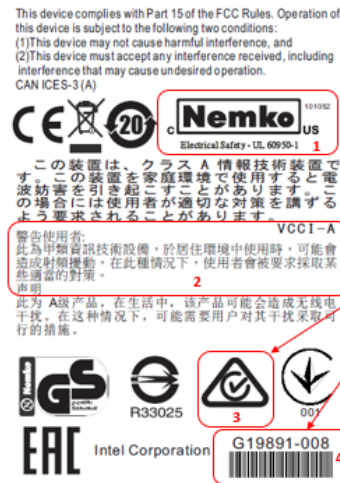 This device complies with Part 15 of the FCC Rules. Operation of
this device is subject to the following two conditions:
(1)This device may not cause harmful interference, and
(2)This device must accept any interference received, including
interference that may cause undesired operation.
CAN ICES-3 (A)
CE 20 C Nemko US
101052
Electrical Safety - UL 60950-1
1
この装置は、クラス A 情報技術装置で
す。この装置を家庭環境で使用すると電
波妨害を引き起こすことがあります。こ
の場合には使用者が適切な対策を講ずる
よう要求されることがあります。
VCCI-A
警告使用者:
此為甲類資訊技術設備，於居住環境中使用時，可能會
造成射頻擾動，在此種情況下，使用者會被要求採取某
些適當的對策。
2
声明
此为 A级产品，在生活中，该产品可能会造成无线电
干扰。在这种情况下，可能需要用户对其干扰采取可
行的措施。
Nemko GS
R33025
3
001
EAC
Intel Corporation
G19891-008
4